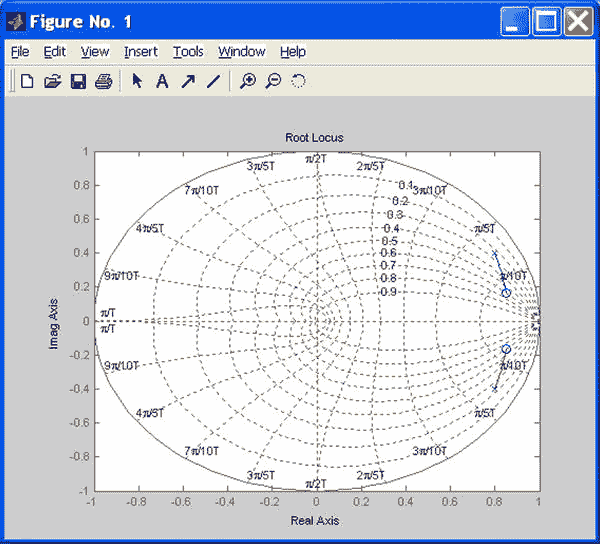 Figure No. 1
File Edit View Insert Tools Window Help
A
Root Locus
1
0.8
0.6
0.4
0.2
0
-0.2
-0.4
-0.6
-0.8
-1
Imag Axis
π/2T
3π/5T 2π/5T
7π/10T 3π/10T
4π/5T π/5T
9π/10T π/10T
π/T
π/T
9π/10T π/10T
4π/5T π/5T
7π/10T 3π/10T
3π/5T 2π/5T
π/2T
0.1
0.2
0.3
0.4
0.5
0.6
0.7
0.8
0.9
-1 -0.8 -0.6 -0.4 -0.2 0 0.2 0.4 0.6 0.8 1
Real Axis